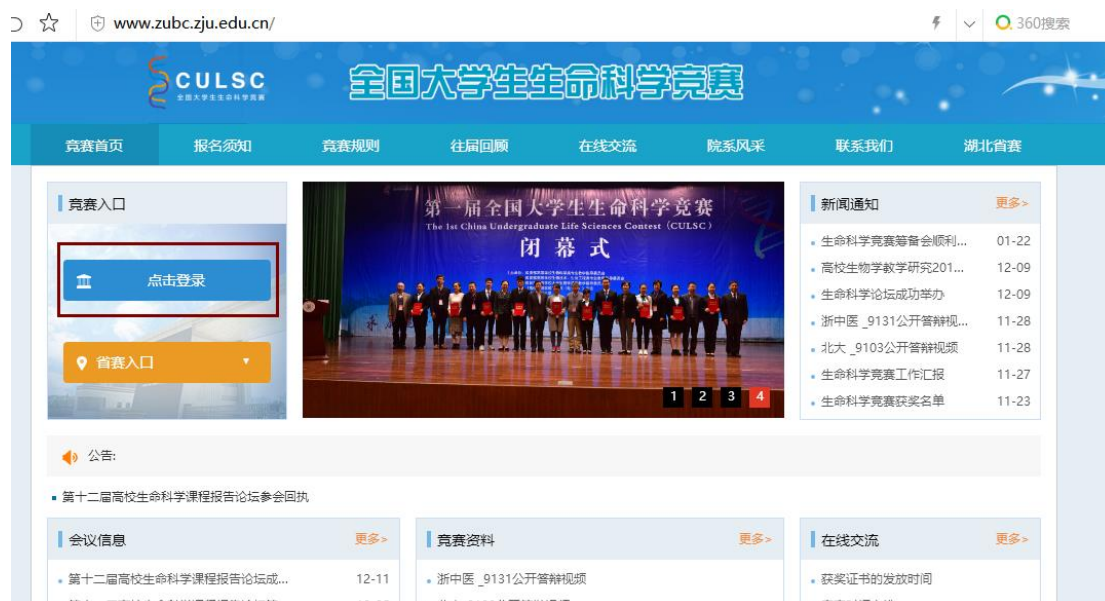 www.zubc.zju.edu.cn/
360搜索
CULSC
全国大学生生命科学竞赛
全国大学生生命科学竞赛
竞赛首页 报名须知 竞赛规则 往届回顾 在线交流 院系风采 联系我们 湖北省赛
竞赛入口
点击登录
省赛入口
第一届全国大学生生命科学竞赛
The 1st China Undergraduate Life Sciences Contest (CULSC)
闭幕式
1 2 3 4
新闻通知 更多>
生命科学竞赛筹备会顺利... 01-22
高校生物学教学研究201... 12-09
生命科学论坛成功举办 12-09
浙中医 _9131公开答辩视... 11-28
北大 _9103公开答辩视频 11-28
生命科学竞赛工作汇报 11-27
生命科学竞赛获奖名单 11-23
公告:
第十二届高校生命科学课程报告论坛参会回执
会议信息 更多>
第十二届高校生命科学课程报告论坛成... 12-11
竞赛资料 更多>
浙中医 _9131公开答辩视频
在线交流 更多>
获奖证书的发放时间